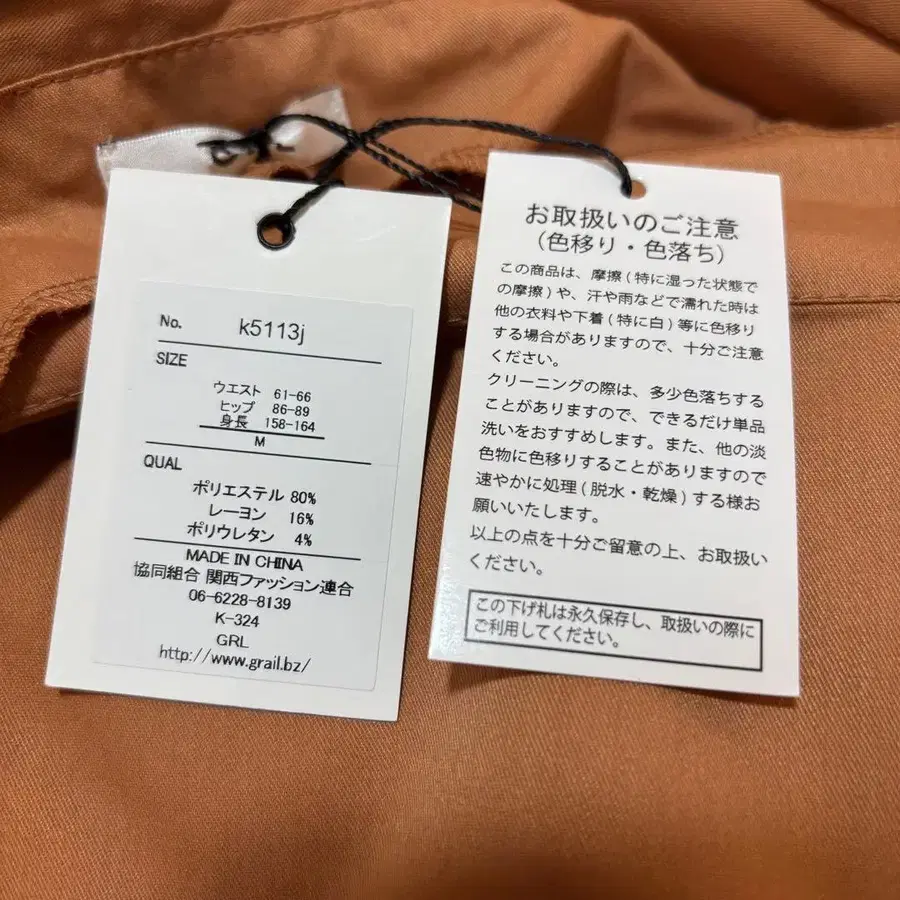 No. k5113j
SIZE
ウエスト 61-66
ヒップ 86-89
身長 158-164
M
QUAL
ポリエステル 80%
レーヨン 16%
ポリウレタン 4%
MADE IN CHINA
協同組合 関西ファッション連合
06-6228-8139
K-324
GRL
http://www.grail.bz/
お取扱いのご注意
(色移り・色落ち)
この商品は、摩擦(特に湿った状態で
の摩擦)や、汗や雨などで濡れた時は
他の衣料や下着(特に白)等に色移り
する場合がありますので、十分ご注意
ください。
クリーニングの際は、多少色落ちする
ことがありますので、できるだけ単品
洗いをおすすめします。また、他の淡
色物に色移りすることがありますので
速やかに処理(脱水・乾燥)する様お
願いいたします。
以上の点を十分ご留意の上、お取扱い
ください。
この下げ札は永久保存し、取扱いの際に
ご利用してください。